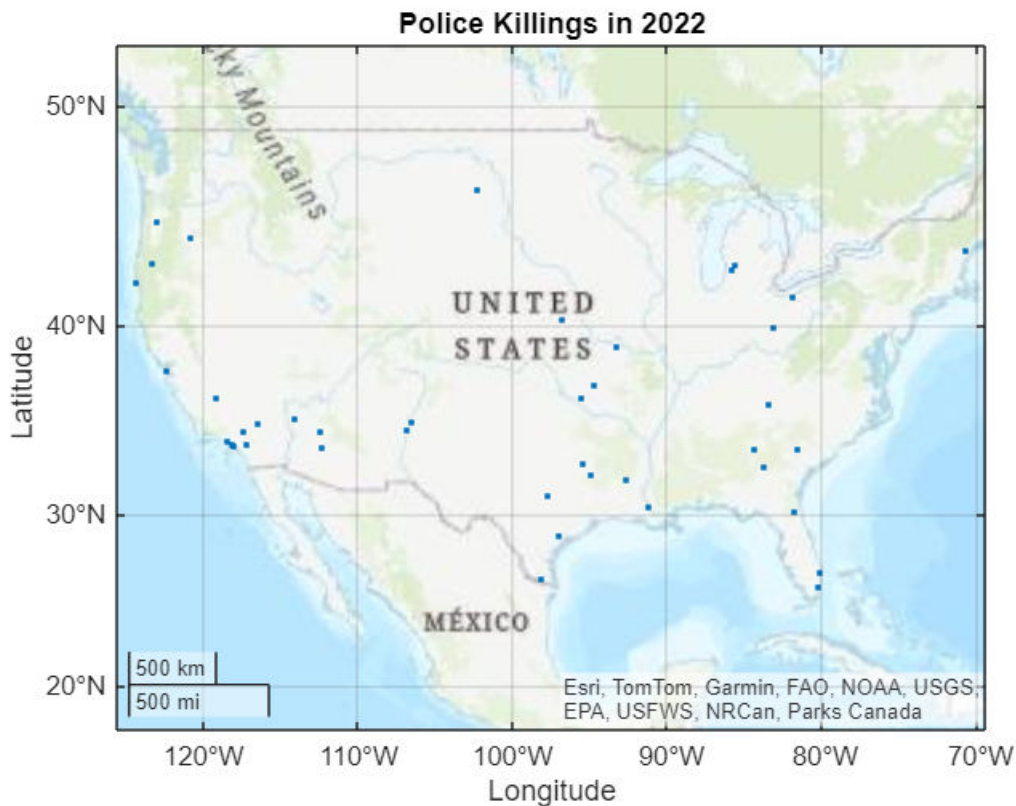 Police Killings in 2022
50°N
40°N
30°N
20°N
Latitude
ky Mountains
UNITED
STATES
MÉXICO
500 km
500 mi
Esri, TomTom, Garmin, FAO, NOAA, USGS,
EPA, USFWS, NRCan, Parks Canada
120°W 110°W 100°W 90°W 80°W 70°W
Longitude